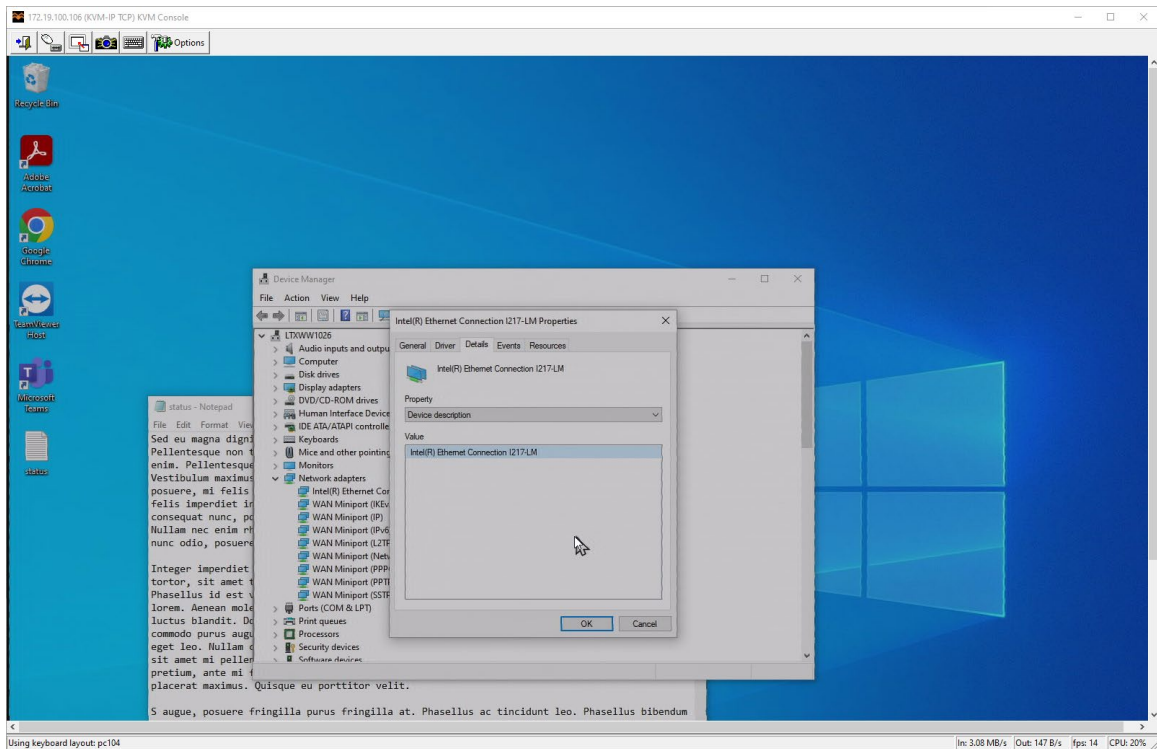 172.19.100.106 (KVM-IP TCP) KVM Console
Options
Recycle Bin
Adobe
Acrobat
Google
Chrome
TeamViewer
Host
Microsoft
Teams
status
status - Notepad
File Edit Format View
Sed eu magna digni
Pellentesque non t
enim. Pellentesque
Vestibulum maximus
posuere, mi felis
felis imperdiet in
consequat nunc, po
Nullam nec enim rh
nunc odio, posuere
Integer imperdiet
tortor, sit amet t
Phasellus id est v
lorem. Aenean mole
luctus blandit. Do
commodo purus augu
eget leo. Nullam
sit amet mi peller
pretium, ante mi f
placerat maximus. Quisque eu porttitor velit.
S augue, posuere fringilla purus fringilla at. Phasellus ac tincidunt leo. Phasellus bibendum
Device Manager
File Action View Help
LTXWW1026
Audio inputs and outpu
Computer
Disk drives
Display adapters
DVD/CD-ROM drives
Human Interface Device
IDE ATA/ATAPI controlle
Keyboards
Mice and other pointing
Monitors
Network adapters
Intel(R) Ethernet Cor
WAN Miniport (IKEv
WAN Miniport (IP)
WAN Miniport (IPv6
WAN Miniport (L2TP
WAN Miniport (Netw
WAN Miniport (PPP
WAN Miniport (PPTP
WAN Miniport (SSTP
Ports (COM & LPT)
Print queues
Processors
Security devices
Software devices
Intel(R) Ethernet Connection I217-LM Properties
General Driver Details Events Resources
Intel(R) Ethernet Connection I217-LM
Property
Device description
Value
Intel(R) Ethernet Connection I217-LM
OK Cancel
Using keyboard layout: pc104
In: 3.08 MB/s Out: 147 B/s fps: 14 CPU: 20%